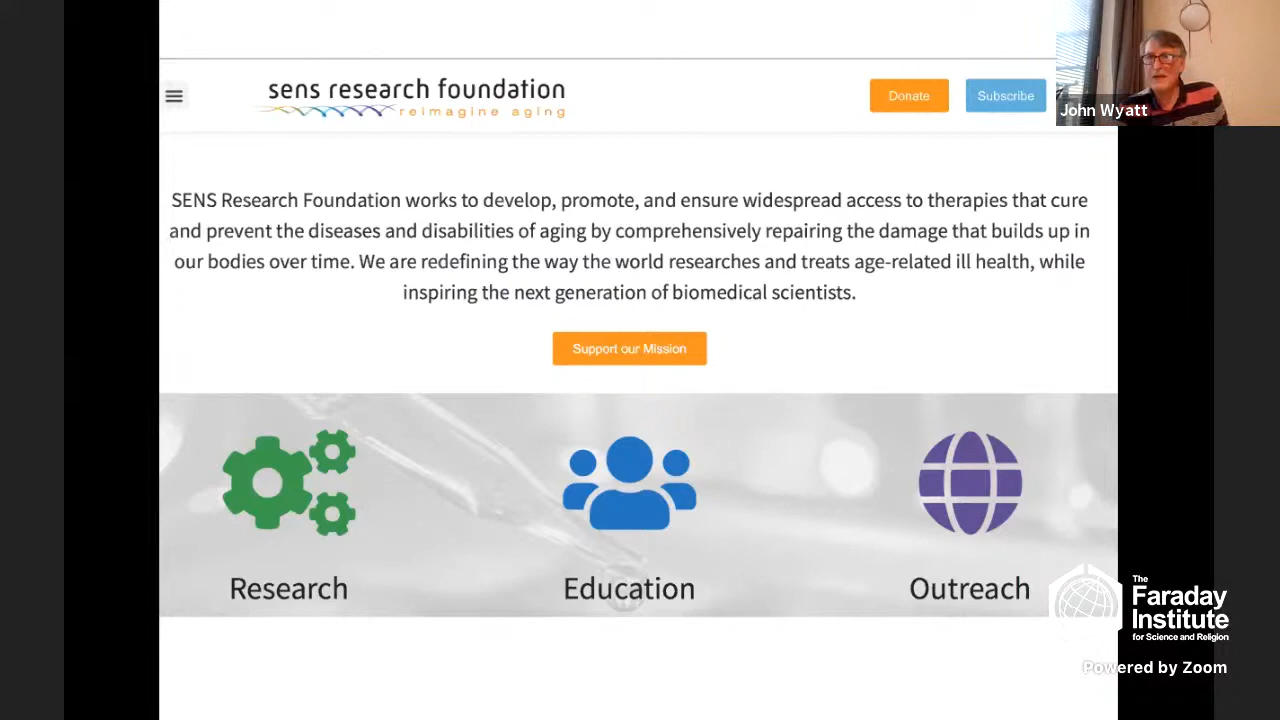 sens research foundation
reimagine aging
Donate
Subscribe
John Wyatt
SENS Research Foundation works to develop, promote, and ensure widespread access to therapies that cure
and prevent the diseases and disabilities of aging by comprehensively repairing the damage that builds up in
our bodies over time. We are redefining the way the world researches and treats age-related ill health, while
inspiring the next generation of biomedical scientists.
Support our Mission
Research
Education
Outreach
The
Faraday
Institute
for Science and Religion
Powered by Zoom